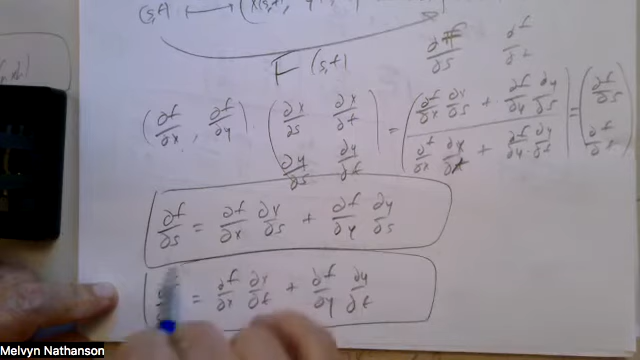 (s,t) ⟼ (x(s,t), y
F (s,t)
∂F/∂s ∂f/∂t
(∂f/∂x, ∂f/∂y) · (∂x/∂s ∂x/∂t
∂y/∂s ∂y/∂t) = (∂f/∂x ∂x/∂s + ∂f/∂y ∂y/∂s
∂f/∂x ∂x/∂t + ∂f/∂y ∂y/∂t) = (∂f/∂s
∂f/∂t)
∂f/∂s = ∂f/∂x ∂x/∂s + ∂f/∂y ∂y/∂s
= ∂f/∂x ∂x/∂t + ∂f/∂y ∂y/∂t
Melvyn Nathanson